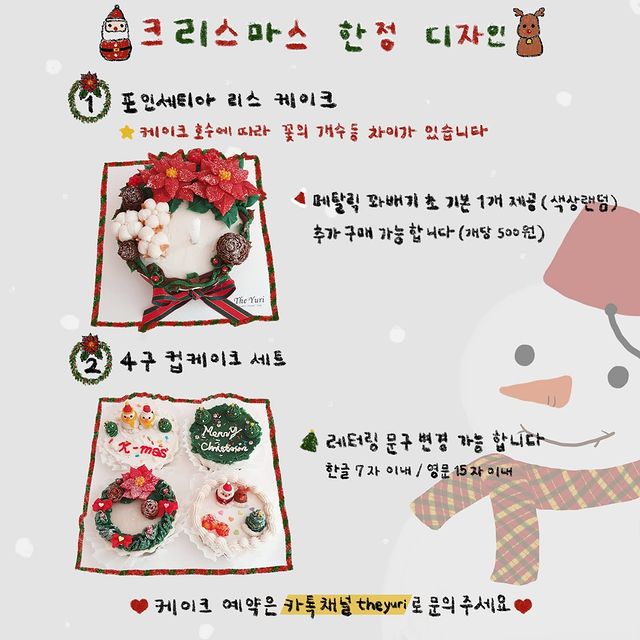 크리스마스 한정 디자인
1 포인세티아 리스 케이크
케이크 호수에 따라 꽃의 개수등 차이가 있습니다
메탈릭 꽈배기 초 기본 1개 제공 (색상랜덤)
추가 구매 가능합니다 (개당 500원)
The Yuri
2 4구 컵케이크 세트
X-mas
Merry
Christmas
레터링 문구 변경 가능 합니다
한글 7자 이내 / 영문 15자 이내
케이크 예약은 카톡채널 theyuri로 문의 주세요